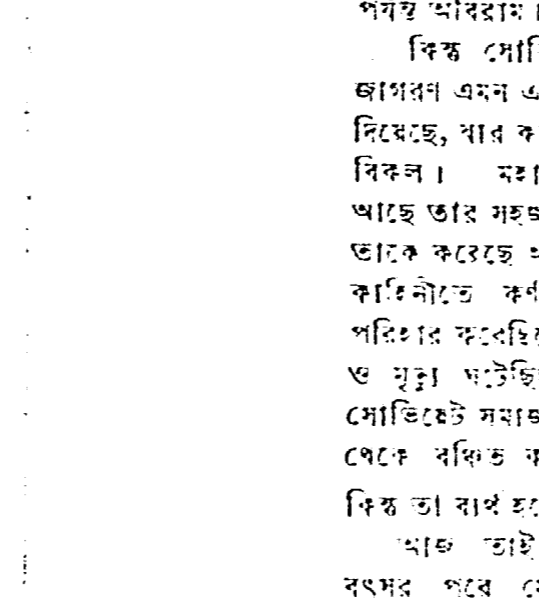 পর্যন্ত অবিরাম।
কিন্তু সোভি
জাগরণ এমন এ
দিয়েছে, যার ক
বিকল। মহা
আছে তার সহজ
তাকে করেছে
কাহিনীতে কর্ণ
পরিহার করেছি
ও মৃত্যু ঘটেছি
সোভিয়েট সমাজ
থেকে বঞ্চিত ক
কিন্তু তা ব্যর্থ হ
আজ তাই
বৎসর পরে